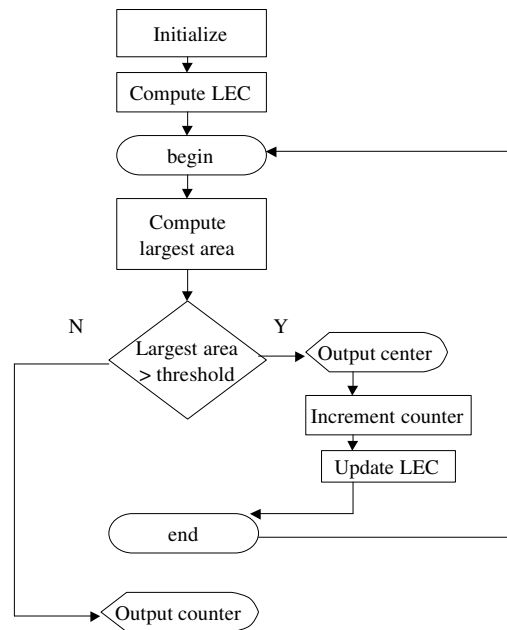 Initialize
Compute LEC
begin
Compute
largest area
N
Y
Largest area
> threshold
Output center
Increment counter
Update LEC
end
Output counter